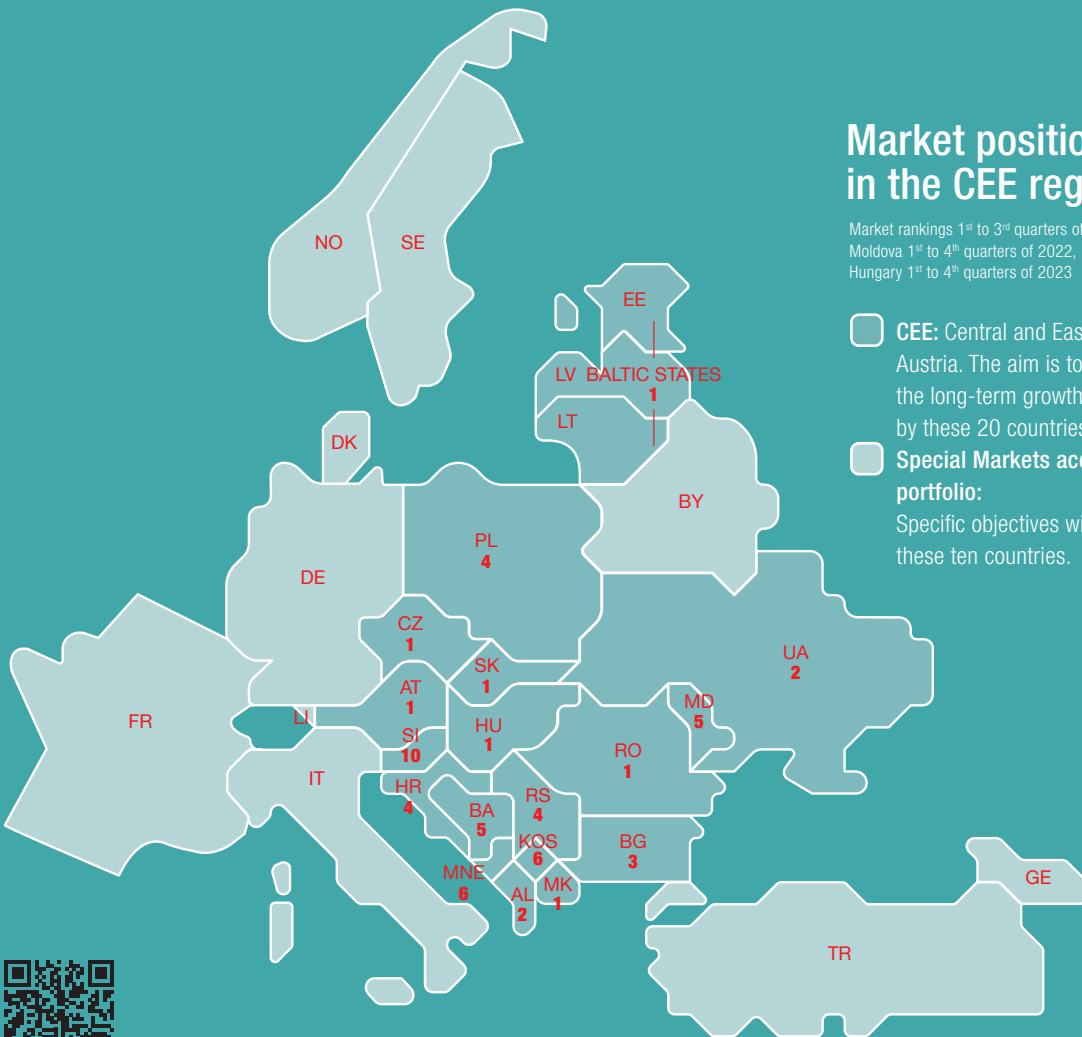 Market positio
in the CEE reg
Market rankings 1st to 3rd quarters of
Moldova 1st to 4th quarters of 2022,
Hungary 1st to 4th quarters of 2023
CEE: Central and Eas
Austria. The aim is to
the long-term growth
by these 20 countries
Special Markets acc
portfolio:
Specific objectives wi
these ten countries.
NO
SE
EE
LV BALTIC STATES
1
LT
DK
BY
PL
4
DE
CZ
1
UA
2
SK
1
AT
1
MD
5
FR
LI
HU
1
SI
10
RO
1
IT
HR
4
RS
4
BA
5
KOS
6
BG
3
MNE
6
AL
2
MK
1
GE
TR